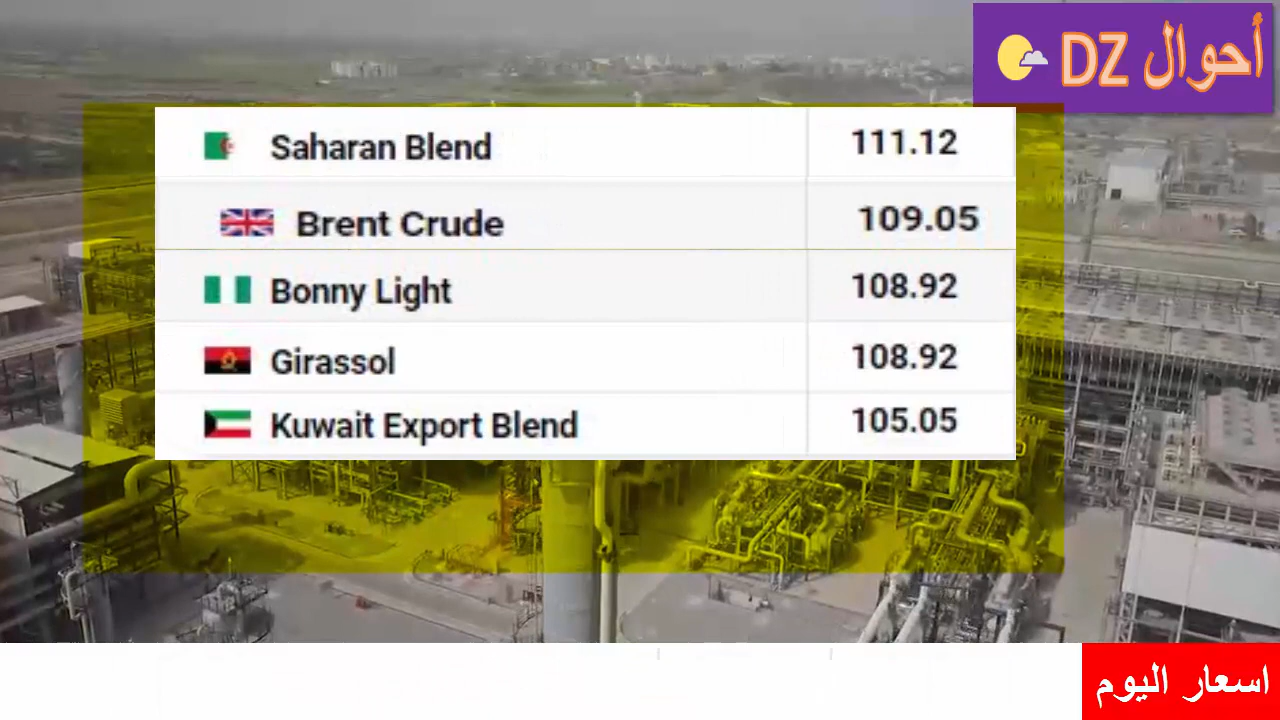 أحوال DZ
Saharan Blend 111.12
Brent Crude 109.05
Bonny Light 108.92
Girassol 108.92
Kuwait Export Blend 105.05
اسعار اليوم